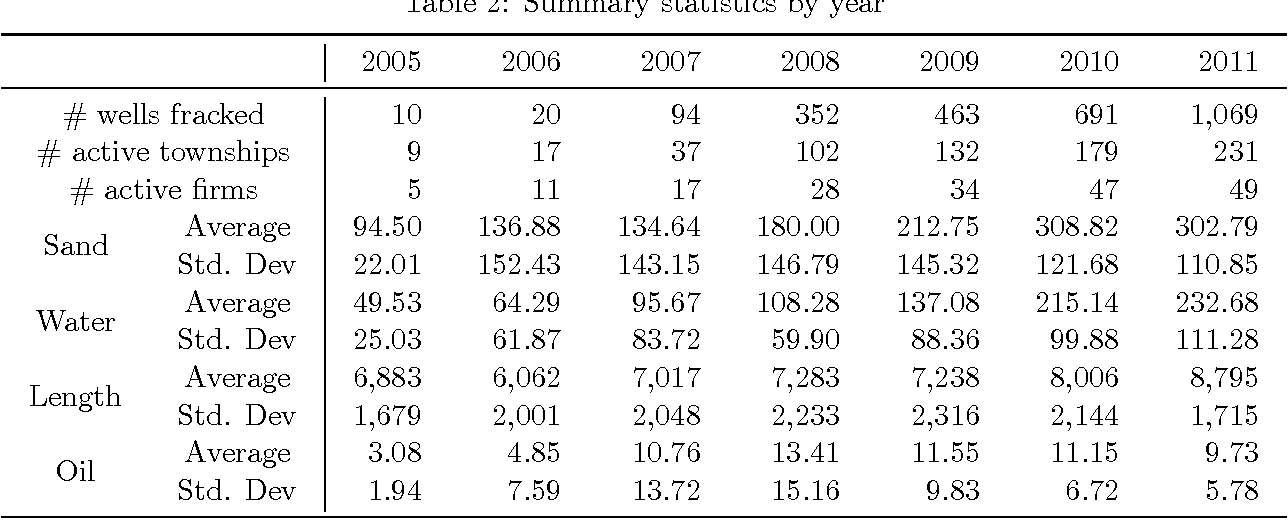 Table 2: Summary statistics by year
2005 2006 2007 2008 2009 2010 2011
# wells fracked 10 20 94 352 463 691 1,069
# active townships 9 17 37 102 132 179 231
# active firms 5 11 17 28 34 47 49
Sand Average 94.50 136.88 134.64 180.00 212.75 308.82 302.79
Std. Dev 22.01 152.43 143.15 146.79 145.32 121.68 110.85
Water Average 49.53 64.29 95.67 108.28 137.08 215.14 232.68
Std. Dev 25.03 61.87 83.72 59.90 88.36 99.88 111.28
Length Average 6,883 6,062 7,017 7,283 7,238 8,006 8,795
Std. Dev 1,679 2,001 2,048 2,233 2,316 2,144 1,715
Oil Average 3.08 4.85 10.76 13.41 11.55 11.15 9.73
Std. Dev 1.94 7.59 13.72 15.16 9.83 6.72 5.78